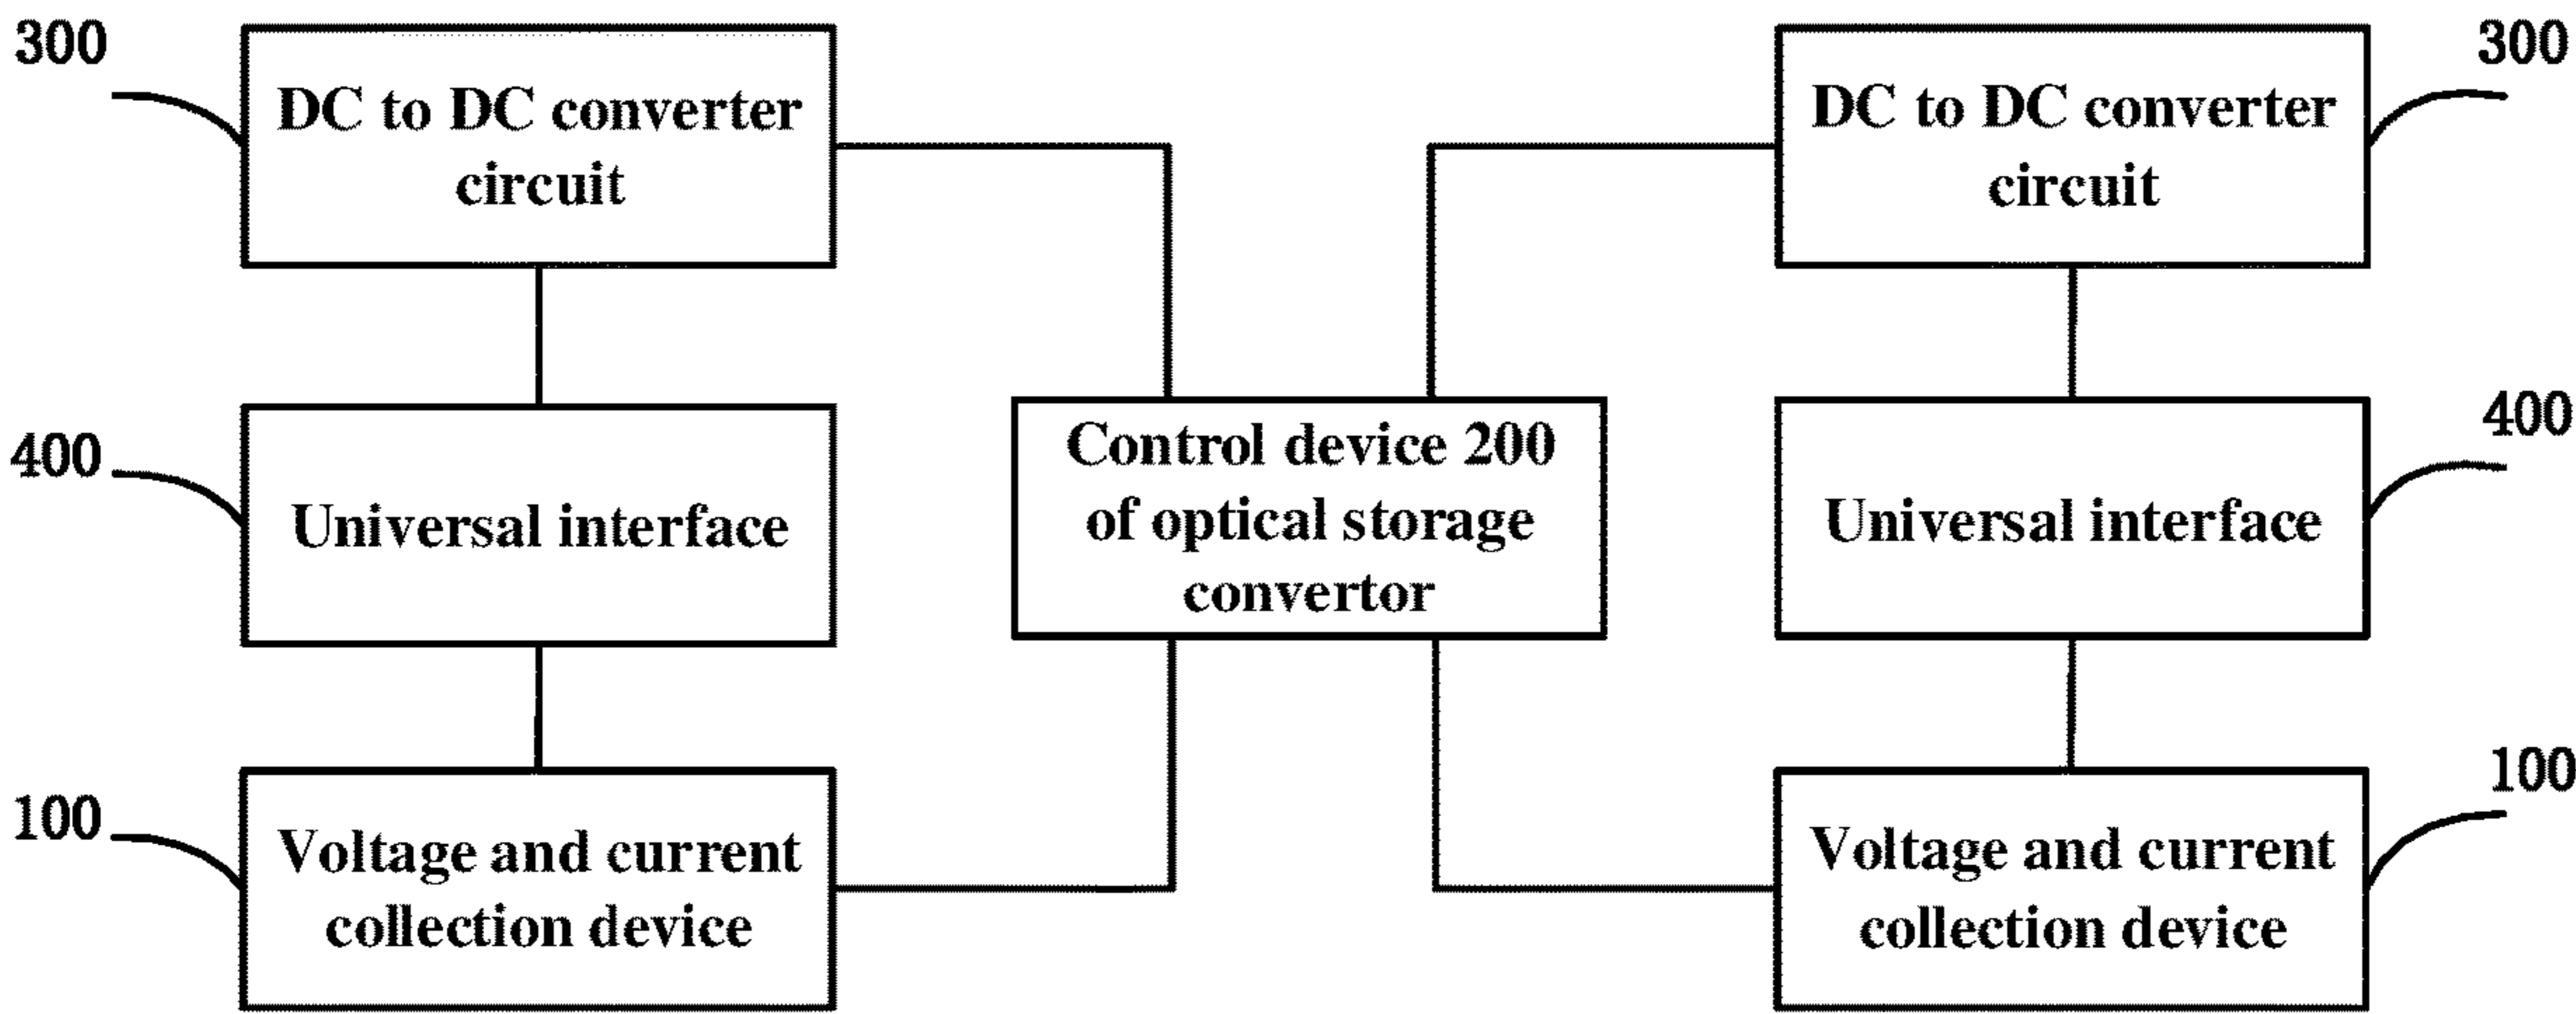 300
DC to DC converter
circuit
DC to DC converter
circuit
300
400
Universal interface
Control device 200
of optical storage
convertor
Universal interface
400
100
Voltage and current
collection device
Voltage and current
collection device
100